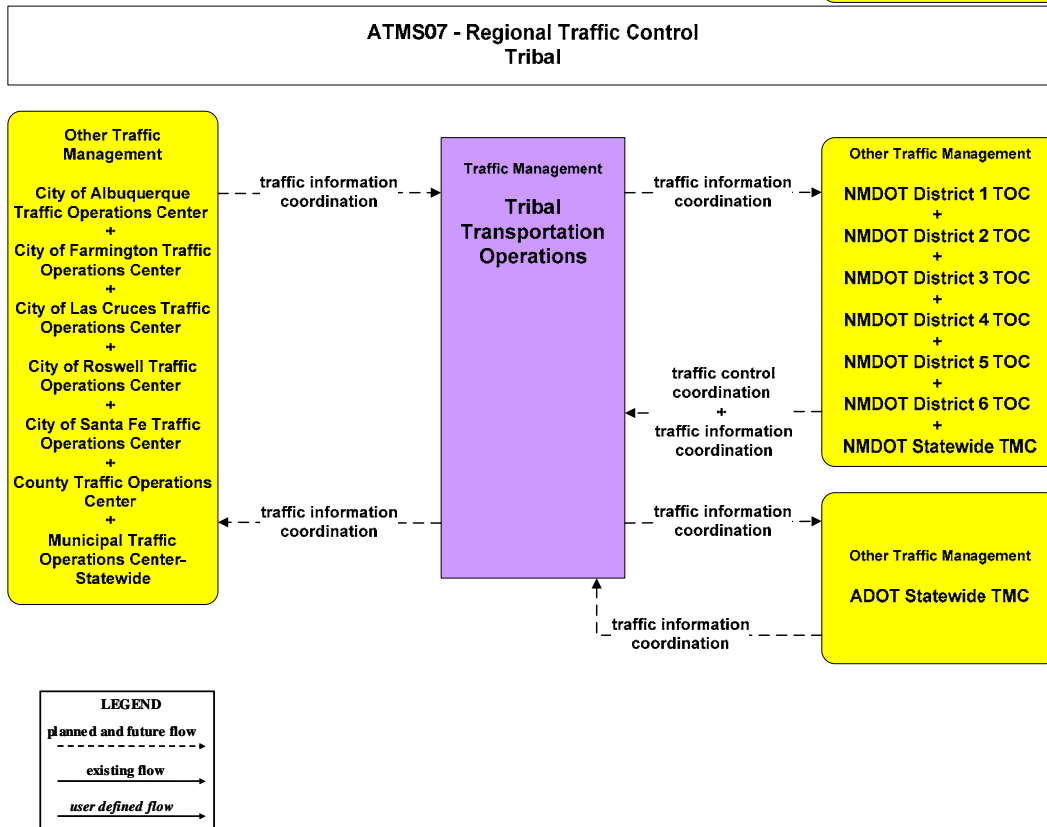 ATMS07 - Regional Traffic Control
Tribal
Other Traffic
Management
City of Albuquerque
Traffic Operations Center
+
City of Farmington Traffic
Operations Center
+
City of Las Cruces Traffic
Operations Center
+
City of Roswell Traffic
Operations Center
+
City of Santa Fe Traffic
Operations Center
+
County Traffic Operations
Center
+
Municipal Traffic
Operations Center–
Statewide
traffic information
coordination
traffic information
coordination
Traffic Management
Tribal
Transportation
Operations
traffic information
coordination
traffic control
coordination
+
traffic information
coordination
traffic information
coordination
traffic information
coordination
Other Traffic Management
NMDOT District 1 TOC
+
NMDOT District 2 TOC
+
NMDOT District 3 TOC
+
NMDOT District 4 TOC
+
NMDOT District 5 TOC
+
NMDOT District 6 TOC
+
NMDOT Statewide TMC
Other Traffic Management
ADOT Statewide TMC
LEGEND
planned and future flow
existing flow
user defined flow